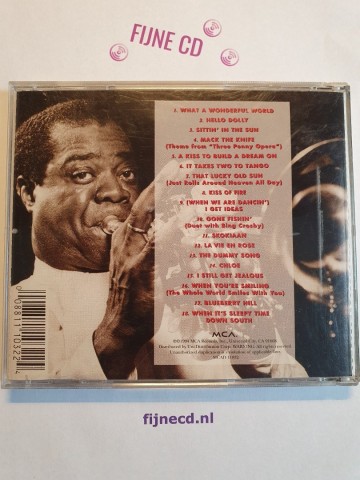 FIJNE CD
1. WHAT A WONDERFUL WORLD
2. HELLO DOLLY
3. SITTIN' IN THE SUN
4. MACK THE KNIFE
(Theme from "Three Penny Opera")
5. A KISS TO BUILD A DREAM ON
6. IT TAKES TWO TO TANGO
7. THAT LUCKY OLD SUN
(Just Rolls Around Heaven All Day)
8. KISS OF FIRE
9. (WHEN WE ARE DANCIN')
I GET IDEAS
10. GONE FISHIN'
(Duet with Bing Crosby)
11. SKOKIAAN
12. LA VIE EN ROSE
13. THE DUMMY SONG
14. CHLOE
15. I STILL GET JEALOUS
16. WHEN YOU'RE SMILING
(The Whole World Smiles With You)
17. BLUEBERRY HILL
18. WHEN IT'S SLEEPY TIME
DOWN SOUTH
MCA
fijnecd.nl